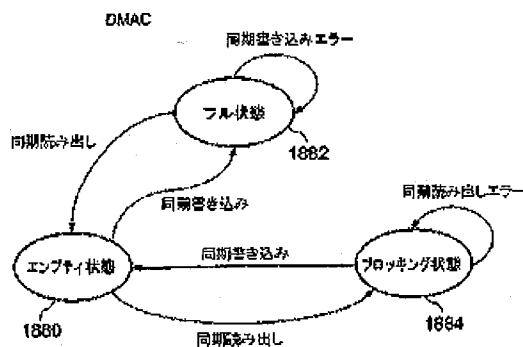 DMAC
同期書き込みエラー
フル状態
1882
同期読み出し
同期書き込み
同期読み出しエラー
同期書き込み
エンプティ状態
ブロッキング状態
1880
1884
同期読み出し